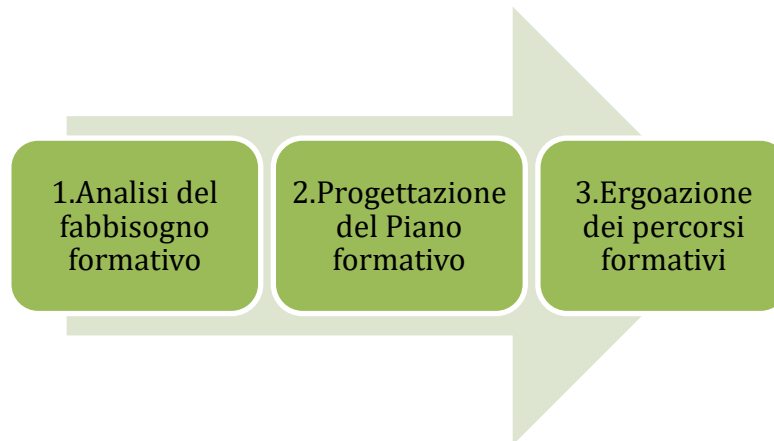 1.Analisi del
fabbisogno
formativo
2.Progettazione
del Piano
formativo
3.Ergoazione
dei percorsi
formativi